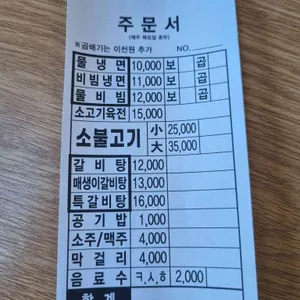 주문서
(매주 목요일 휴무)
※곱배기는 이천원 추가 NO.
물냉면 10,000 보 곱
비빔냉면 11,000 보 곱
물비빔 12,000 보 곱
소고기육전 15,000
소불고기 小 25,000
大 35,000
갈비탕 12,000
매생이갈비탕 13,000
특갈비탕 16,000
공기밥 1,000
소주/맥주 4,000
막걸리 4,000
음료수 ㅋ,ㅅ,ㅎ 2,000
합계